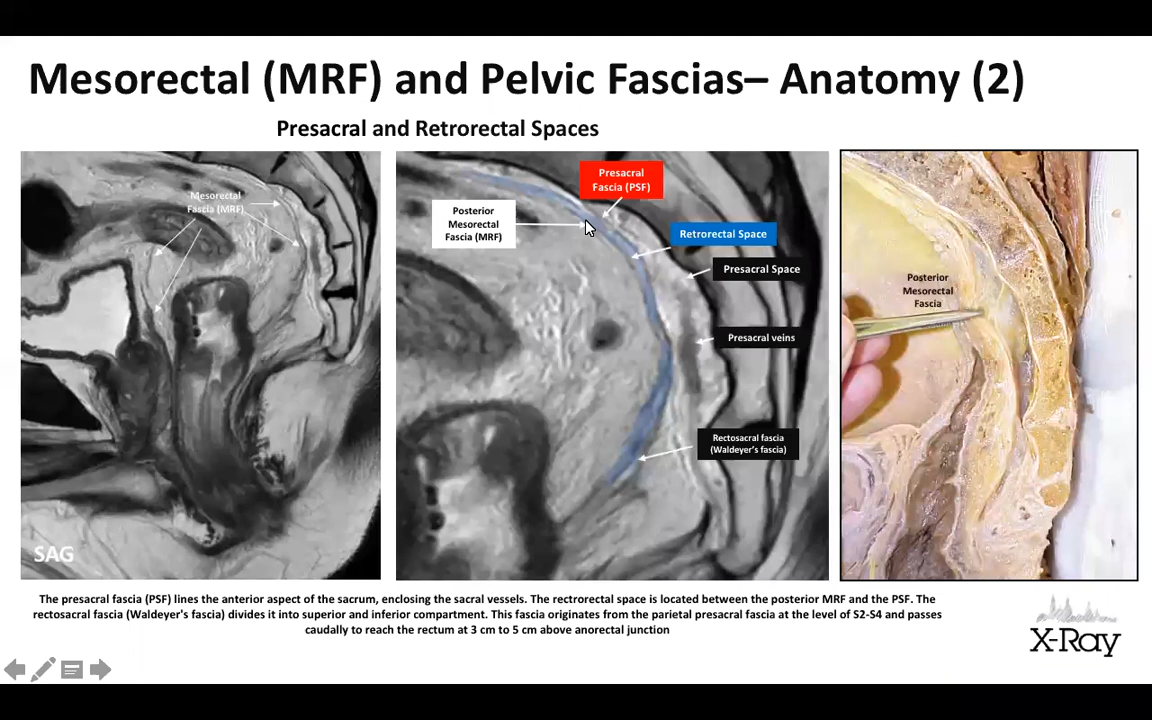 Mesorectal (MRF) and Pelvic Fascias– Anatomy (2)
Presacral and Retrorectal Spaces
Mesorectal
Fascia (MRF)
SAG
Presacral
Fascia (PSF)
Posterior
Mesorectal
Fascia (MRF)
Retrorectal Space
Presacral Space
Presacral veins
Rectosacral fascia
(Waldeyer's fascia)
Posterior
Mesorectal
Fascia
The presacral fascia (PSF) lines the anterior aspect of the sacrum, enclosing the sacral vessels. The rectrorectal space is located between the posterior MRF and the PSF. The
rectosacral fascia (Waldeyer's fascia) divides it into superior and inferior compartment. This fascia originates from the parietal presacral fascia at the level of S2-S4 and passes
caudally to reach the rectum at 3 cm to 5 cm above anorectal junction
X-Ray